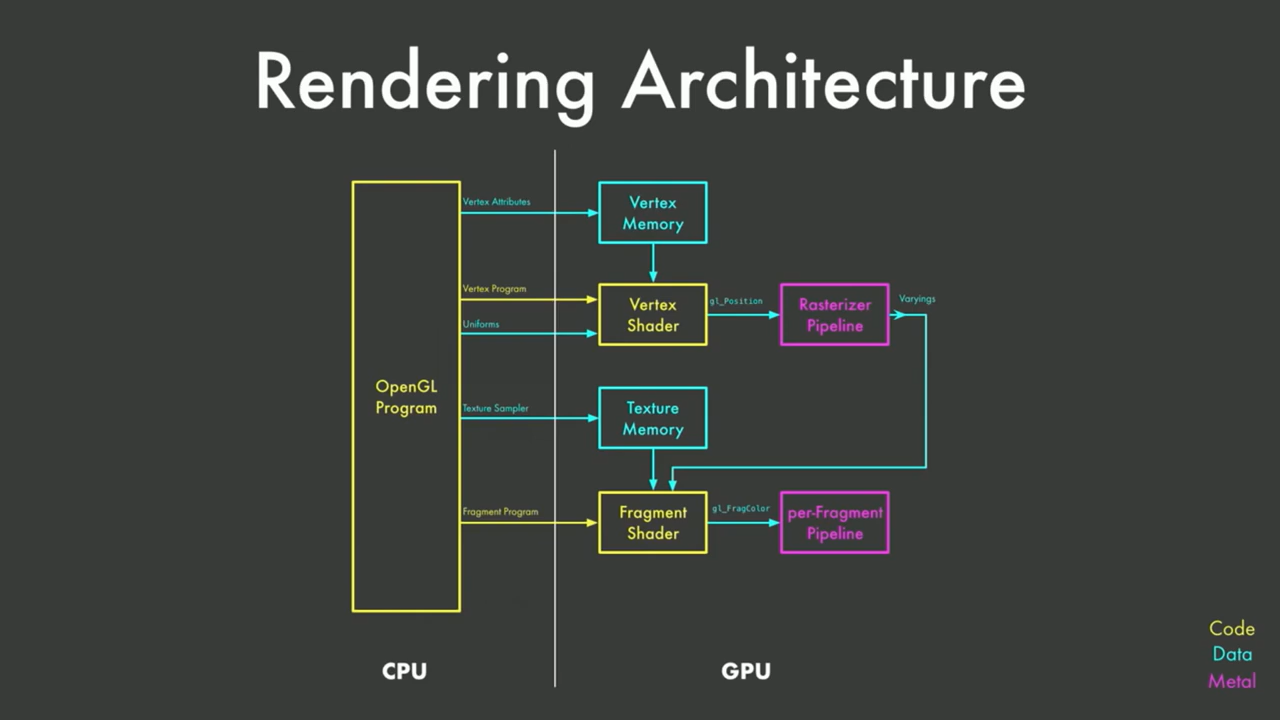 Rendering Architecture
Vertex Attributes
Vertex
Memory
Vertex Program
Uniforms
Vertex
Shader
gl_Position
Rasterizer
Pipeline
Varyings
OpenGL
Program
Texture Sampler
Texture
Memory
Fragment Program
Fragment
Shader
gl_FragColor
per-Fragment
Pipeline
CPU
GPU
Code
Data
Metal